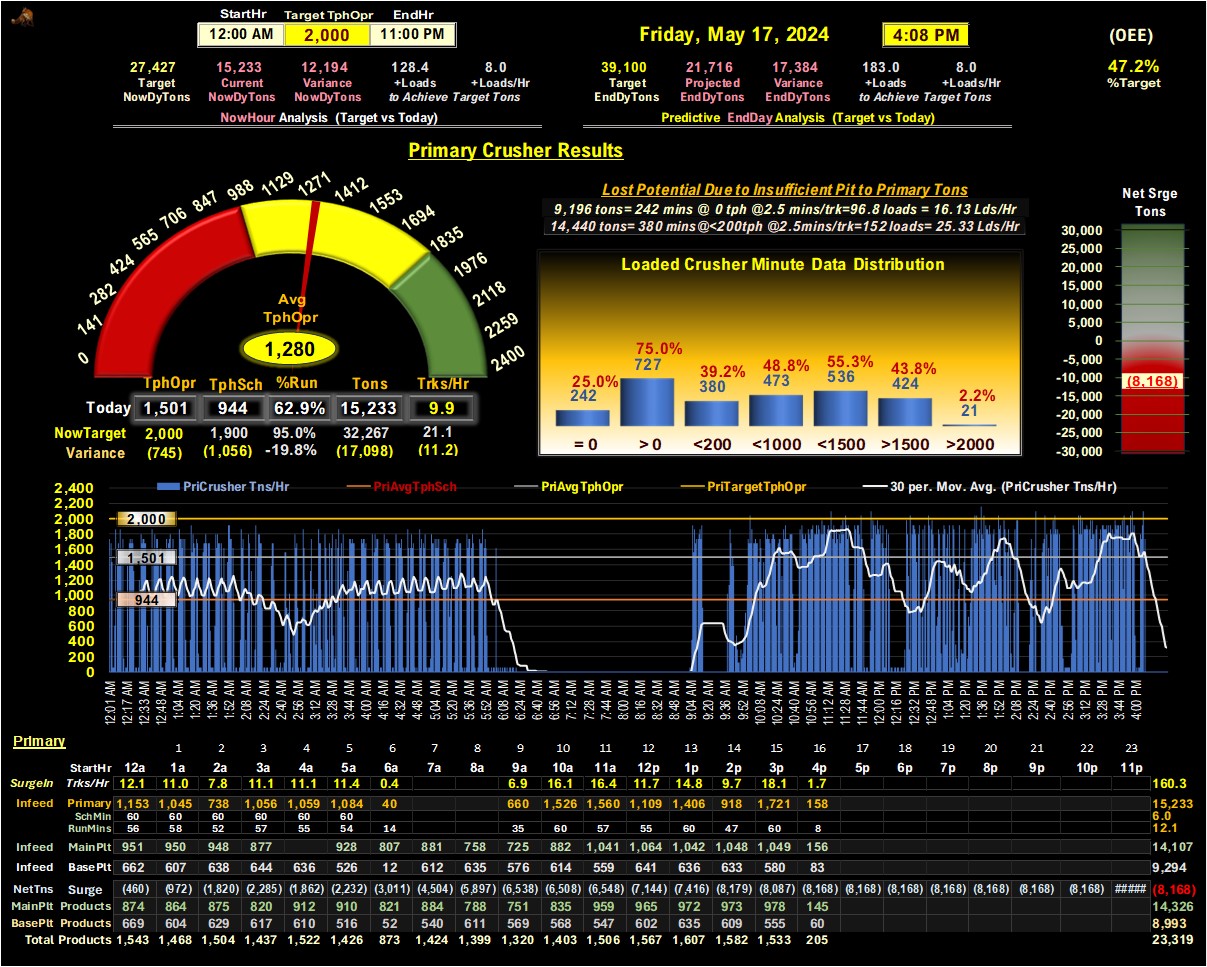 StartHr Target TphOpr EndHr
12:00 AM 2,000 11:00 PM
Friday, May 17, 2024 4:08 PM (OEE)
27,427 15,233 12,194 128.4 8.0 39,100 21,716 17,384 183.0 8.0 47.2%
Target Current Variance +Loads +Loads/Hr Target Projected Variance +Loads +Loads/Hr %Target
NowDyTons NowDyTons NowDyTons to Achieve Target Tons EndDyTons EndDyTons EndDyTons to Achieve Target Tons
NowHour Analysis (Target vs Today) Predictive EndDay Analysis (Target vs Today)
Primary Crusher Results
0 141 282 424 565 706 847 988 1129 1271 1412 1553 1694 1835 1976 2118 2259 2400
Avg
TphOpr
1,280
TphOpr TphSch %Run Tons Trks/Hr
Today 1,501 944 62.9% 15,233 9.9
NowTarget 2,000 1,900 95.0% 32,267 21.1
Variance (745) (1,056) -19.8% (17,098) (11.2)
Lost Potential Due to Insufficient Pit to Primary Tons
9,196 tons= 242 mins @ 0 tph @2.5 mins/trk=96.8 loads = 16.13 Lds/Hr
14,440 tons= 380 mins@<200tph @2.5mins/trk=152 loads= 25.33 Lds/Hr
Loaded Crusher Minute Data Distribution
25.0% 75.0% 39.2% 48.8% 55.3% 43.8% 2.2%
242 727 380 473 536 424 21
= 0 > 0 <200 <1000 <1500 >1500 >2000
Net Srge
Tons
30,000
25,000
20,000
15,000
10,000
5,000
0
-5,000
-10,000
(8,168)
-15,000
-20,000
-25,000
-30,000
PriCrusher Tns/Hr PriAvgTphSch PriAvgTphOpr PriTargetTphOpr 30 per. Mov. Avg. (PriCrusher Tns/Hr)
2,400
2,200
2,000 2,000
1,800
1,600
1,501
1,400
1,200
1,000
944
800
600
400
200
0
12:01 AM 12:17 AM 12:33 AM 12:48 AM 1:04 AM 1:20 AM 1:36 AM 1:52 AM 2:08 AM 2:24 AM 2:40 AM 2:56 AM 3:12 AM 3:28 AM 3:44 AM 4:00 AM 4:16 AM 4:32 AM 4:48 AM 5:04 AM 5:20 AM 5:36 AM 5:52 AM 6:08 AM 6:24 AM 6:40 AM 6:56 AM 7:12 AM 7:28 AM 7:44 AM 8:00 AM 8:16 AM 8:32 AM 8:48 AM 9:04 AM 9:20 AM 9:36 AM 9:52 AM 10:08 AM 10:24 AM 10:40 AM 10:56 AM 11:12 AM 11:28 AM 11:44 AM 12:00 PM 12:16 PM 12:32 PM 12:48 PM 1:04 PM 1:20 PM 1:36 PM 1:52 PM 2:08 PM 2:24 PM 2:40 PM 2:56 PM 3:12 PM 3:28 PM 3:44 PM 4:00 PM
Primary
1 2 3 4 5 6 7 8 9 10 11 12 13 14 15 16 17 18 19 20 21 22 23
StartHr 12a 1a 2a 3a 4a 5a 6a 7a 8a 9a 10a 11a 12p 1p 2p 3p 4p 5p 6p 7p 8p 9p 10p 11p
SurgeIn Trks/Hr 12.1 11.0 7.8 11.1 11.1 11.4 0.4 6.9 16.1 16.4 11.7 14.8 9.7 18.1 1.7 160.3
Infeed Primary 1,153 1,045 738 1,056 1,059 1,084 40 660 1,526 1,560 1,109 1,406 918 1,721 158 15,233
SchMin 60 60 60 60 60 60 6.0
RunMins 56 58 52 57 55 54 14 35 60 57 55 60 47 60 8 12.1
Infeed MainPlt 951 950 948 877 928 807 881 758 725 882 1,041 1,064 1,042 1,048 1,049 156 14,107
Infeed BasePlt 662 607 638 644 636 526 12 612 635 576 614 559 641 636 633 580 83 9,294
NetTns Surge (460) (972) (1,820) (2,285) (1,862) (2,232) (3,011) (4,504) (5,897) (6,538) (6,508) (6,548) (7,144) (7,416) (8,179) (8,087) (8,168) (8,168) (8,168) (8,168) (8,168) (8,168) (8,168) ##### (8,168)
MainPlt Products 874 864 875 820 912 910 821 884 788 751 835 959 965 972 973 978 145 14,326
BasePlt Products 669 604 629 617 610 516 52 540 611 569 568 547 602 635 609 555 60 8,993
Total Products 1,543 1,468 1,504 1,437 1,522 1,426 873 1,424 1,399 1,320 1,403 1,506 1,567 1,607 1,582 1,533 205 23,319